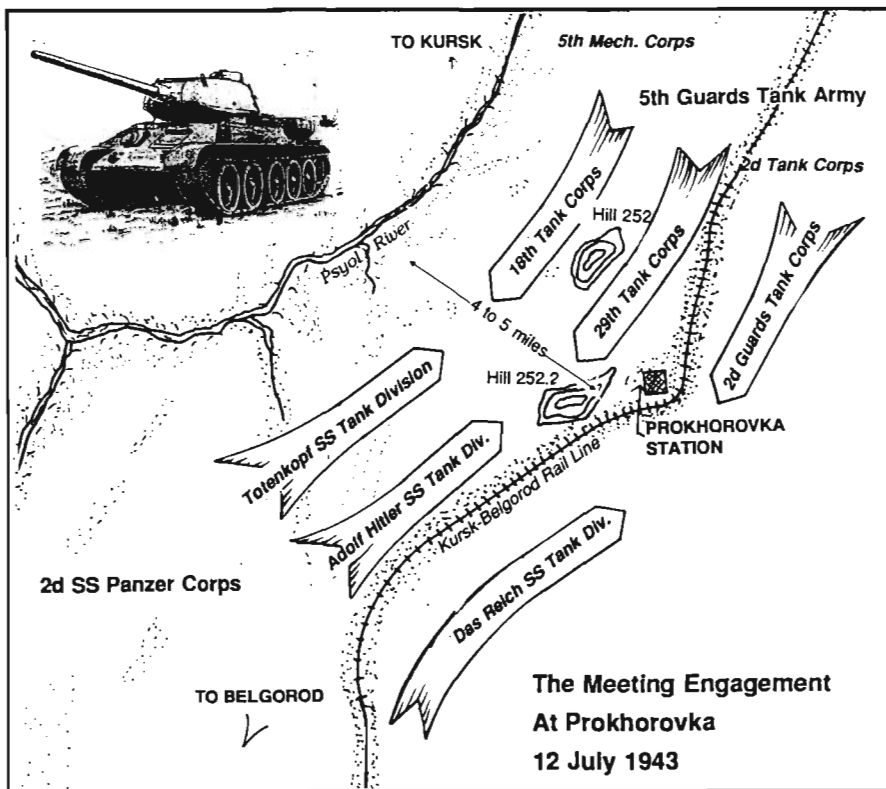 TO KURSK
5th Mech. Corps
5th Guards Tank Army
2d Tank Corps
18th Tank Corps
Hill 252
29th Tank Corps
2d Guards Tank Corps
Psyol River
4 to 5 miles
Hill 252.2
PROKHOROVKA
STATION
Totenkopf SS Tank Division
Adolf Hitler SS Tank Div.
Kursk-Belgorod Rail Line
Das Reich SS Tank Div.
2d SS Panzer Corps
TO BELGOROD
The Meeting Engagement
At Prokhorovka
12 July 1943